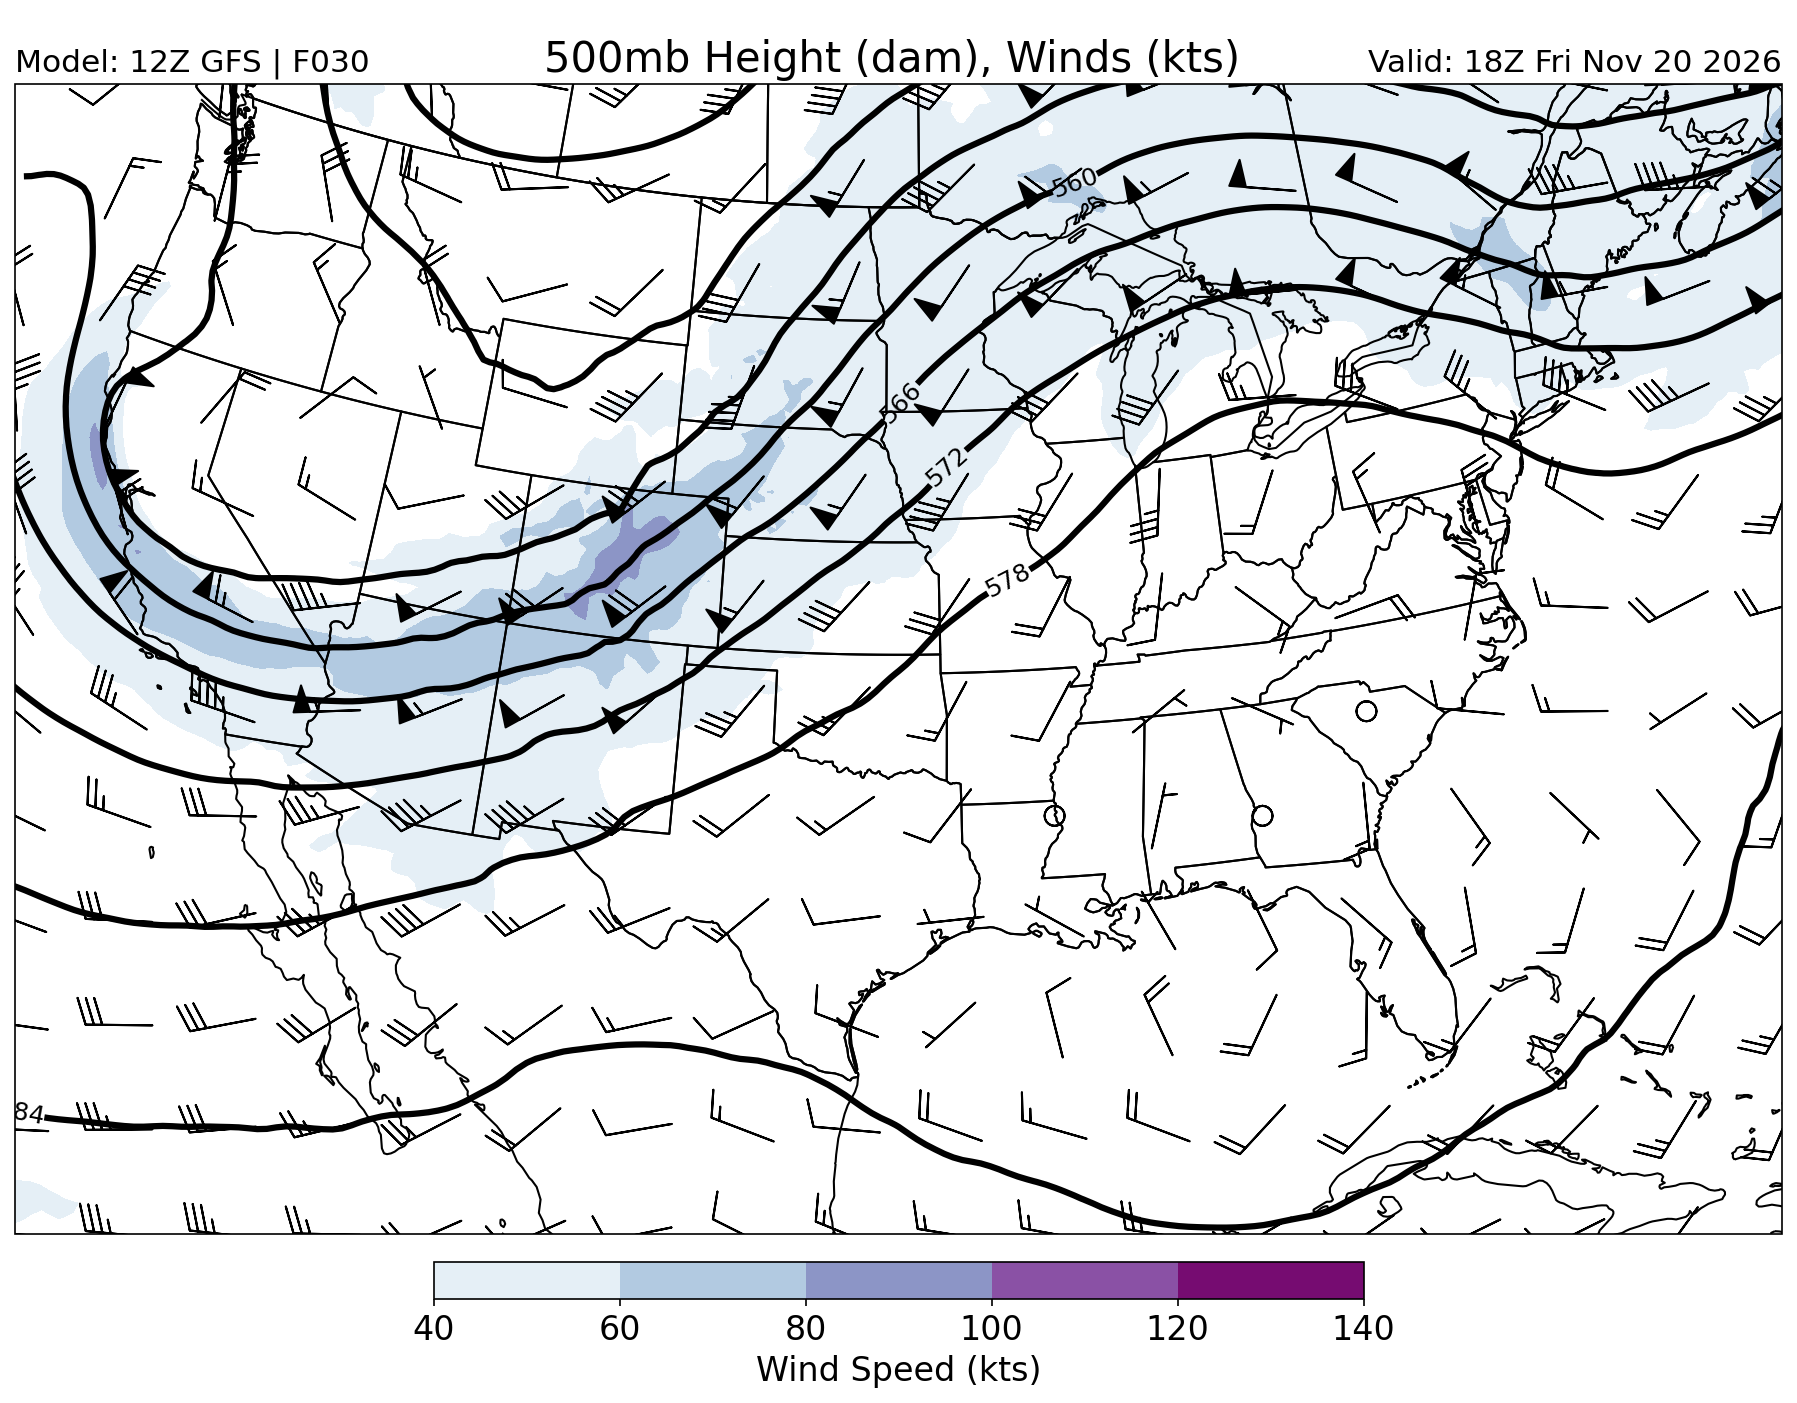 Model: 12Z GFS | F030
500mb Height (dam), Winds (kts)
Valid: 18Z Fri Nov 20 2026
560
566
572
578
84
40 60 80 100 120 140
Wind Speed (kts)